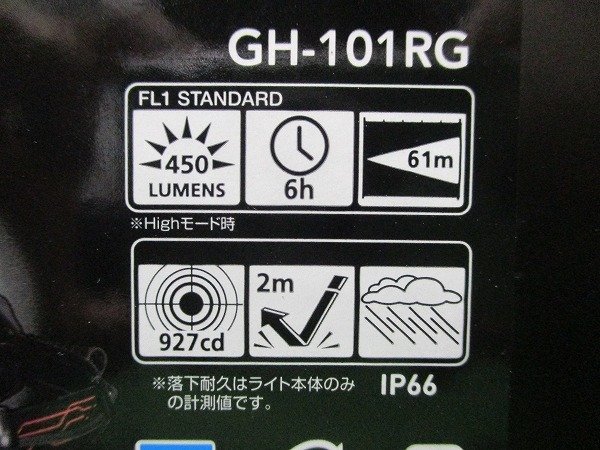 GH-101RG
FL1 STANDARD
450
LUMENS
6h
61m
※Highモード時
927cd
2m
IP66
※落下耐久はライト本体のみ
の計測値です。